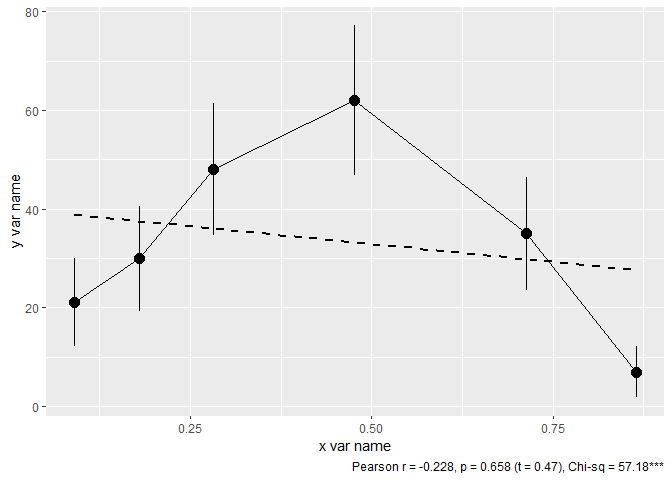 80
60
40
20
0
y var name
0.25 0.50 0.75
x var name
Pearson r = -0.228, p = 0.658 (t = 0.47), Chi-sq = 57.18***